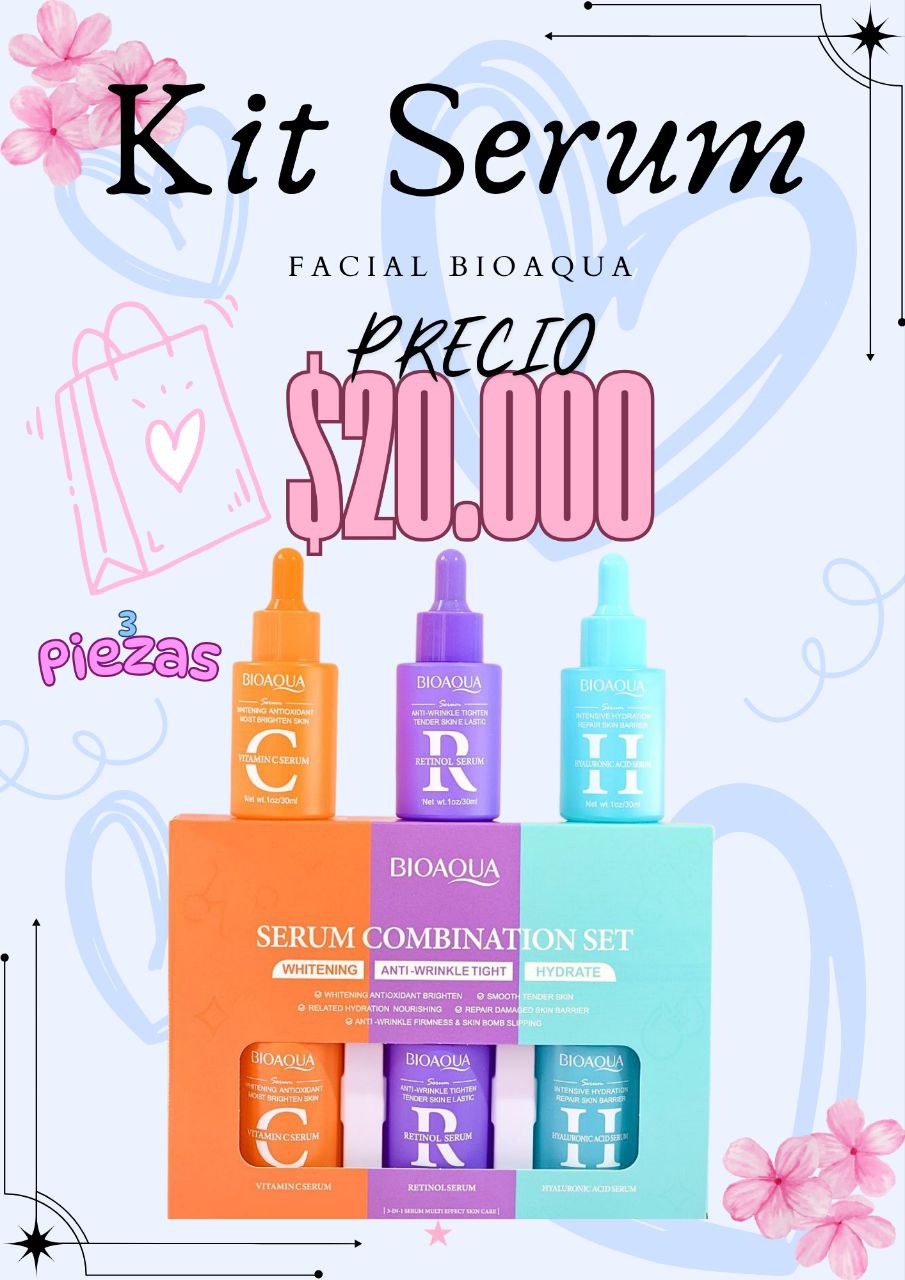 Kit Serum
FACIAL BIOAQUA
PRECIO
$20.000
3
piezas
BIOAQUA
Serum
WHITENING ANTIOXIDANT
MOIST BRIGHTEN SKIN
C
VITAMIN C SERUM
Net wt.1oz/30ml
BIOAQUA
Serum
ANTI-WRINKLE TIGHTEN
TENDER SKIN E LASTIC
R
RETINOL SERUM
Net wt.1oz/30ml
BIOAQUA
Serum
INTENSIVE HYDRATION
REPAIR SKIN BARRIER
H
HYALURONIC ACID SERUM
Net wt.1oz/30ml
BIOAQUA
SERUM COMBINATION SET
WHITENING ANTI-WRINKLE TIGHT HYDRATE
WHITENING ANTIOXIDANT BRIGHTEN SMOOTH TENDER SKIN
RELATED HYDRATION NOURISHING REPAIR DAMAGED SKIN BARRIER
ANTI -WRINKLE FIRMNESS & SKIN BOMB SLIPPING
BIOAQUA
Serum
WHITENING ANTIOXIDANT
MOIST BRIGHTEN SKIN
C
VITAMIN C SERUM
BIOAQUA
Serum
ANTI-WRINKLE TIGHTEN
TENDER SKIN E LASTIC
R
RETINOL SERUM
BIOAQUA
Serum
INTENSIVE HYDRATION
REPAIR SKIN BARRIER
H
HYALURONIC ACID SERUM
VITAMIN C SERUM RETINOL SERUM HYALURONIC ACID SERUM
[ 3-IN-1 SERUM MULTI EFFECT SKIN CARE ]